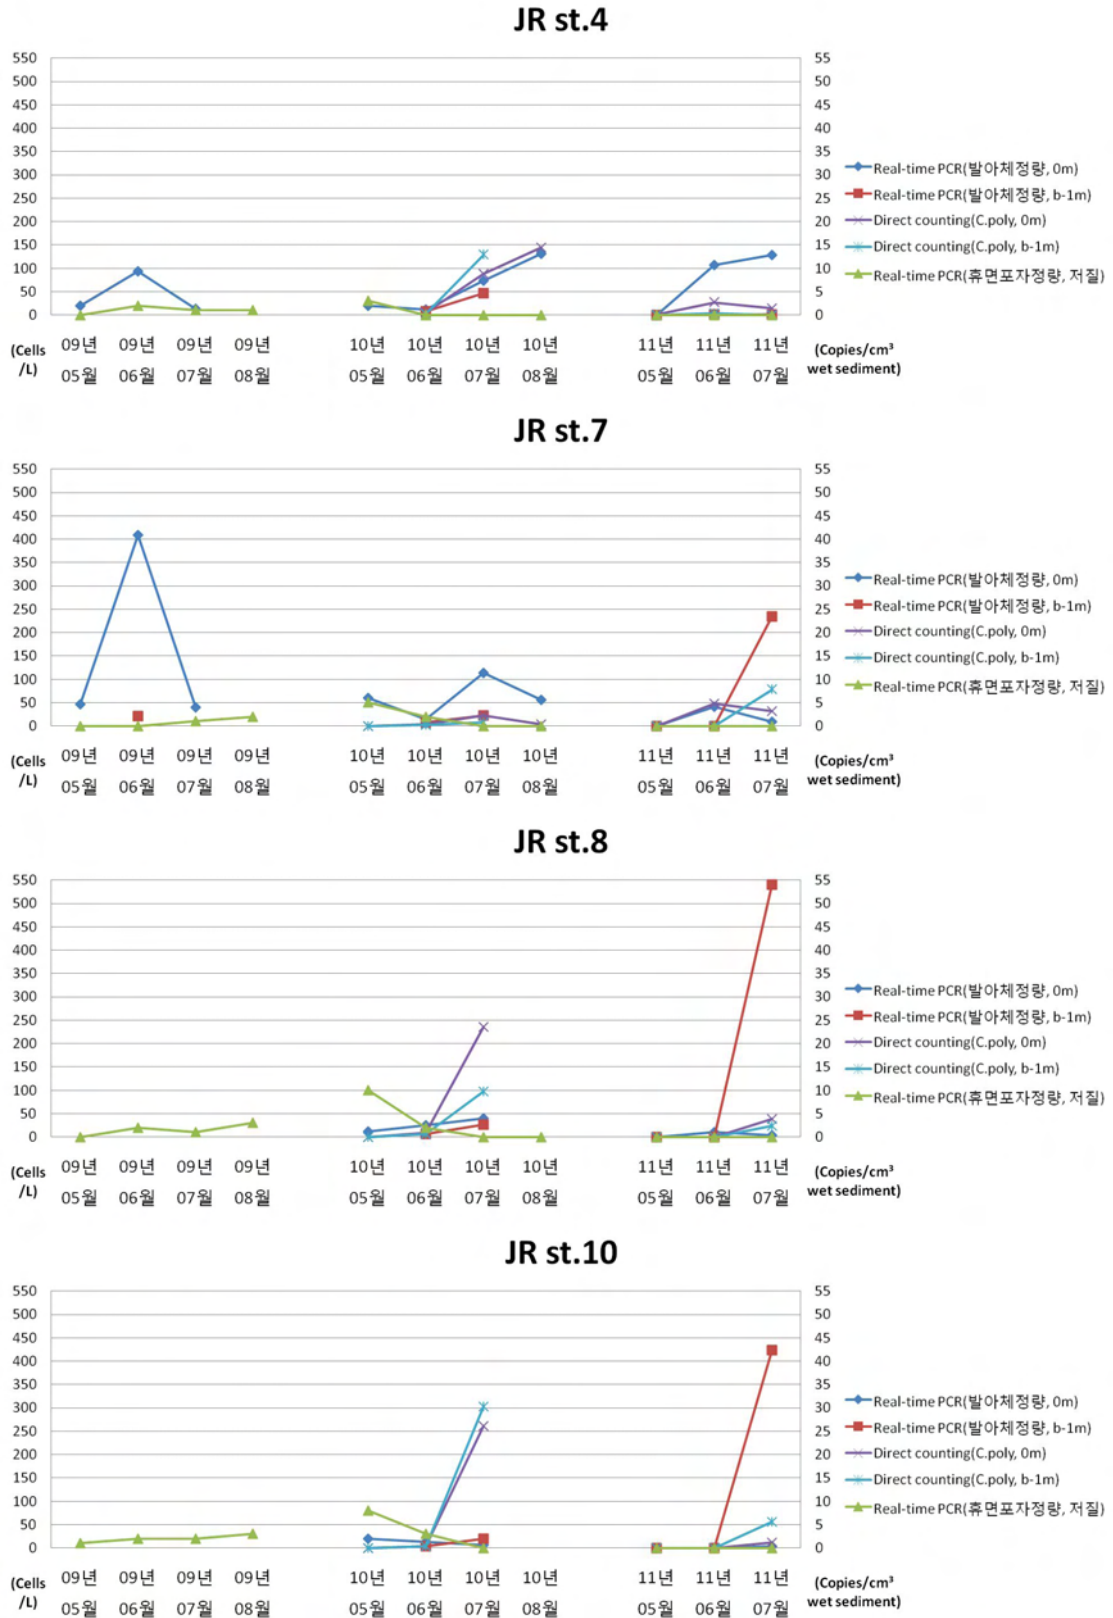 JR st.4
550 55
500 50
450 45
400 40
350 35
300 30
250 25
200 20
150 15
100 10
50 5
0 0
Real-time PCR(발아체정량, 0m)
Real-time PCR(발아체정량, b-1m)
Direct counting(C.poly, 0m)
Direct counting(C.poly, b-1m)
Real-time PCR(휴면포자정량, 저질)
(Cells 09년 09년 09년 09년 10년 10년 10년 10년 11년 11년 11년 (Copies/cm³
/L) 05월 06월 07월 08월 05월 06월 07월 08월 05월 06월 07월 wet sediment)
JR st.7
550 55
500 50
450 45
400 40
350 35
300 30
250 25
200 20
150 15
100 10
50 5
0 0
Real-time PCR(발아체정량, 0m)
Real-time PCR(발아체정량, b-1m)
Direct counting(C.poly, 0m)
Direct counting(C.poly, b-1m)
Real-time PCR(휴면포자정량, 저질)
(Cells 09년 09년 09년 09년 10년 10년 10년 10년 11년 11년 11년 (Copies/cm³
/L) 05월 06월 07월 08월 05월 06월 07월 08월 05월 06월 07월 wet sediment)
JR st.8
550 55
500 50
450 45
400 40
350 35
300 30
250 25
200 20
150 15
100 10
50 5
0 0
Real-time PCR(발아체정량, 0m)
Real-time PCR(발아체정량, b-1m)
Direct counting(C.poly, 0m)
Direct counting(C.poly, b-1m)
Real-time PCR(휴면포자정량, 저질)
(Cells 09년 09년 09년 09년 10년 10년 10년 10년 11년 11년 11년 (Copies/cm³
/L) 05월 06월 07월 08월 05월 06월 07월 08월 05월 06월 07월 wet sediment)
JR st.10
550 55
500 50
450 45
400 40
350 35
300 30
250 25
200 20
150 15
100 10
50 5
0 0
Real-time PCR(발아체정량, 0m)
Real-time PCR(발아체정량, b-1m)
Direct counting(C.poly, 0m)
Direct counting(C.poly, b-1m)
Real-time PCR(휴면포자정량, 저질)
(Cells 09년 09년 09년 09년 10년 10년 10년 10년 11년 11년 11년 (Copies/cm³
/L) 05월 06월 07월 08월 05월 06월 07월 08월 05월 06월 07월 wet sediment)